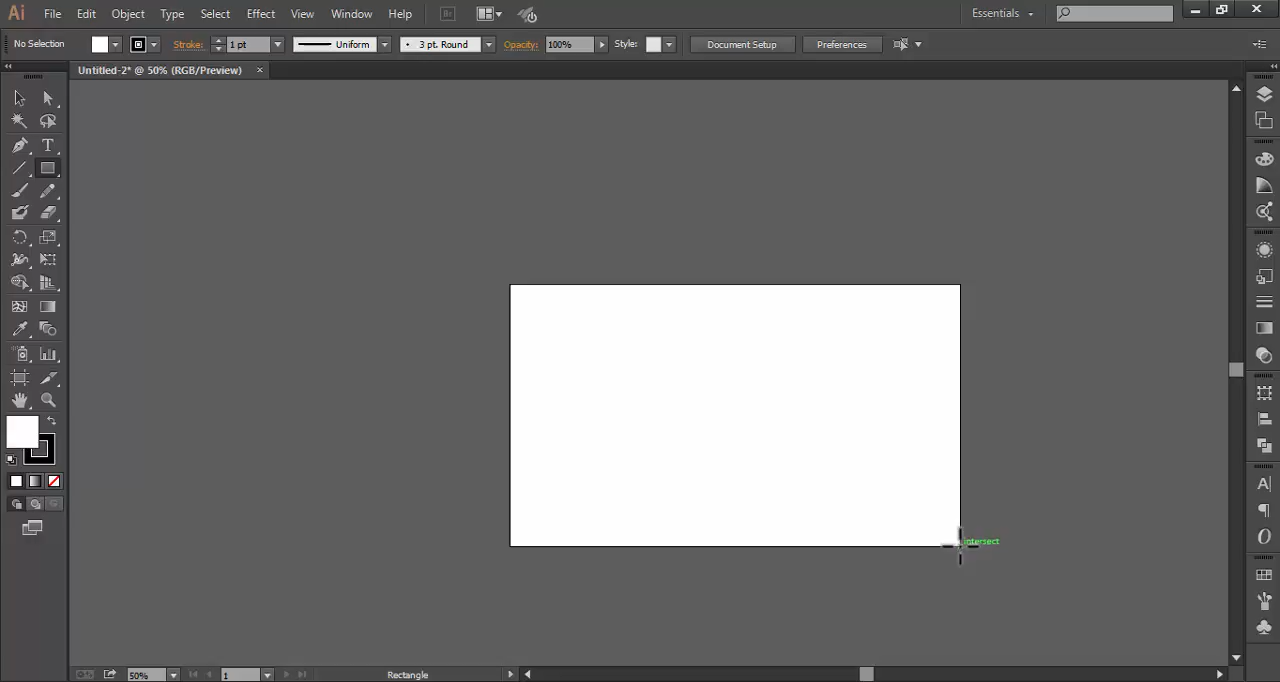 Ai File Edit Object Type Select Effect View Window Help Br Essentials
No Selection Stroke: 1 pt Uniform 3 pt. Round Opacity: 100% Style: Document Setup Preferences
Untitled-2* @ 50% (RGB/Preview) ×
T
intersect
A
50% 1 Rectangle